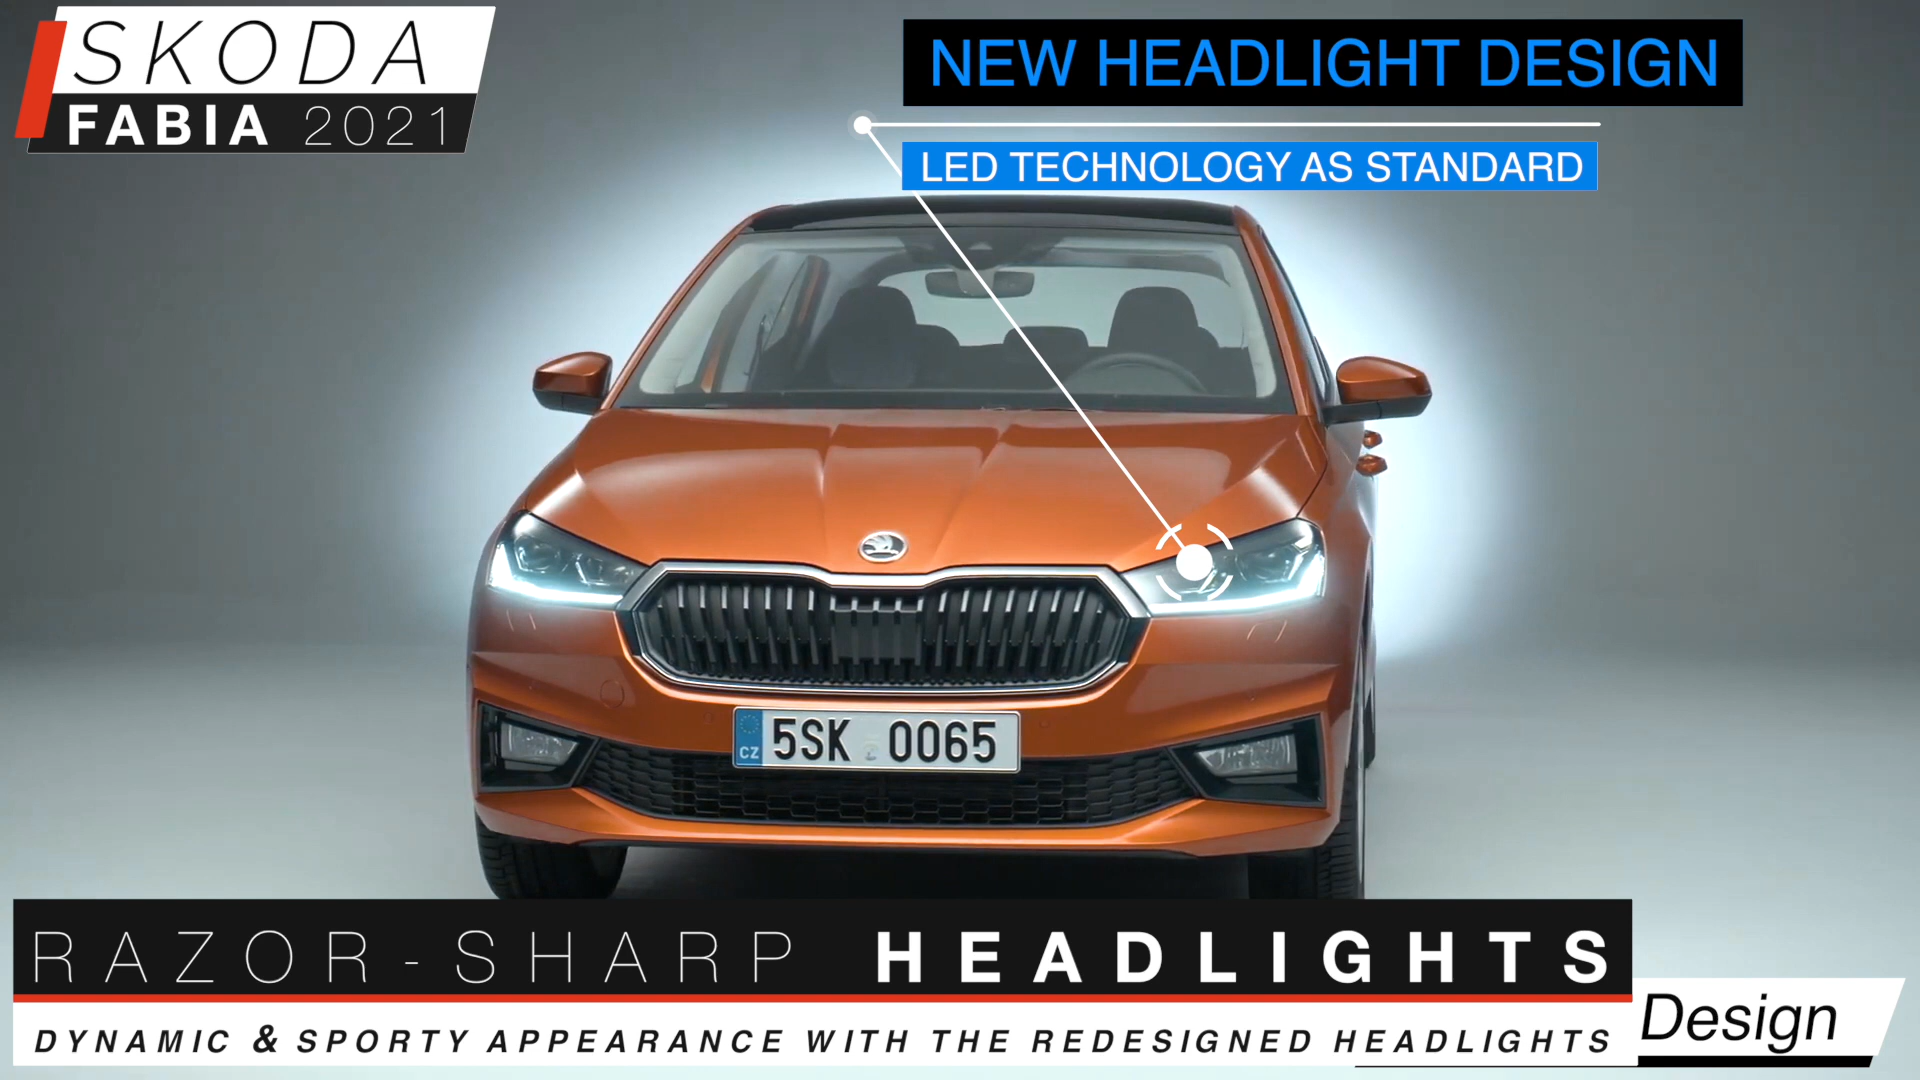 SKODA
FABIA 2021
NEW HEADLIGHT DESIGN
LED TECHNOLOGY AS STANDARD
CZ 5SK 0065
RAZOR-SHARP HEADLIGHTS
DYNAMIC & SPORTY APPEARANCE WITH THE REDESIGNED HEADLIGHTS
Design